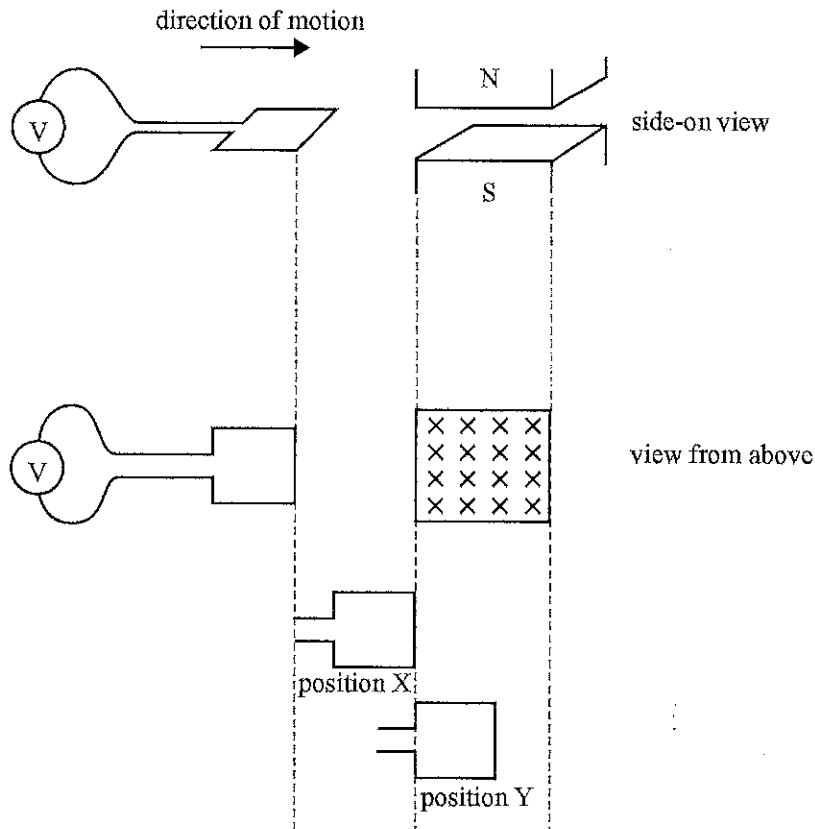 direction of motion
N
V
side-on view
S
× × × ×
× × × ×
V
view from above
× × × ×
× × × ×
position X
position Y